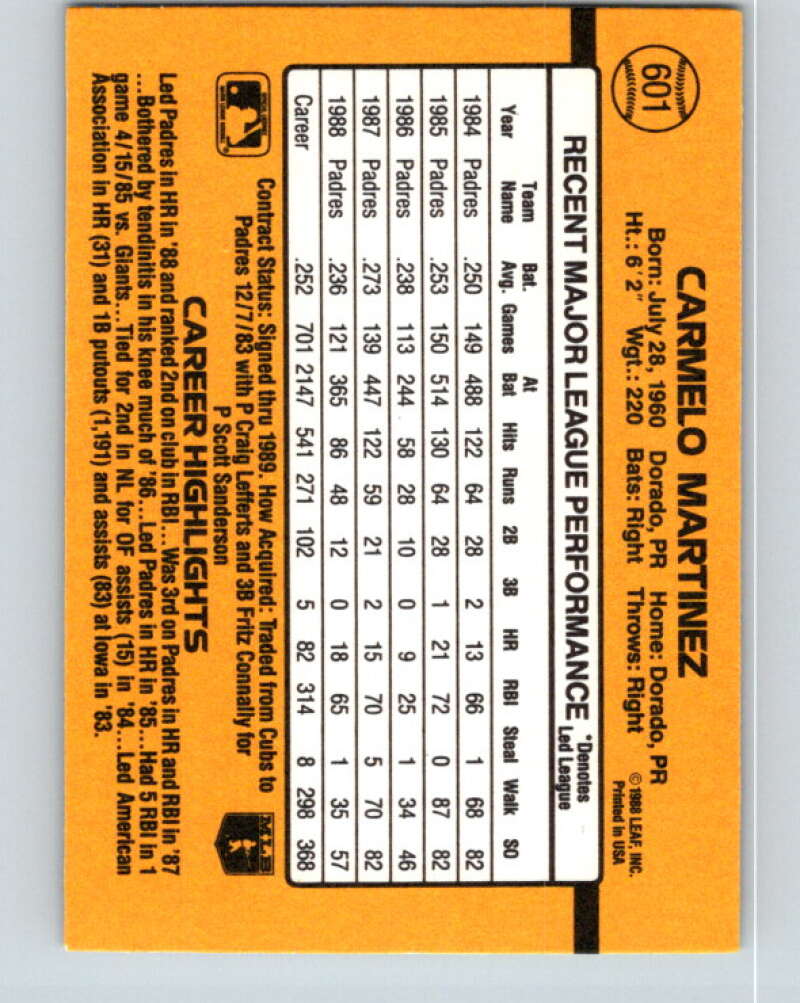 601
CARMELO MARTINEZ
Born: July 28, 1960 Dorado, PR Home: Dorado, PR
Ht.: 6'2" Wgt.: 220 Bats: Right Throws: Right
©1988 LEAF, INC.
Printed in USA
RECENT MAJOR LEAGUE PERFORMANCE *Denotes Led League
Year Team Name Bat. Avg. Games At Bat Hits Runs 2B 3B HR RBI Steal Walk SO
1984 Padres .250 149 488 122 64 28 2 13 66 1 68 82
1985 Padres .253 150 514 130 64 28 1 21 72 0 87 82
1986 Padres .238 113 244 58 28 10 0 9 25 1 34 46
1987 Padres .273 139 447 122 59 21 2 15 70 5 70 82
1988 Padres .236 121 365 86 48 12 0 18 65 1 35 57
Career .252 701 2147 541 271 102 5 82 314 8 298 368
Contract Status: Signed thru 1989. How Acquired: Traded from Cubs to
Padres 12/7/83 with P Craig Lefferts and 3B Fritz Connally for
P Scott Sanderson
MLB
CAREER HIGHLIGHTS
Led Padres in HR in '88 and ranked 2nd on club in RBI...Was 3rd on Padres in HR and RBI in '87
...Bothered by tendinitis in his knee much of '86...Led Padres in HR in '85...Had 5 RBI in 1
game 4/15/85 vs. Giants...Tied for 2nd in NL for OF assists (15) in '84...Led American
Association in HR (31) and 1B putouts (1,191) and assists (83) at Iowa in '83.